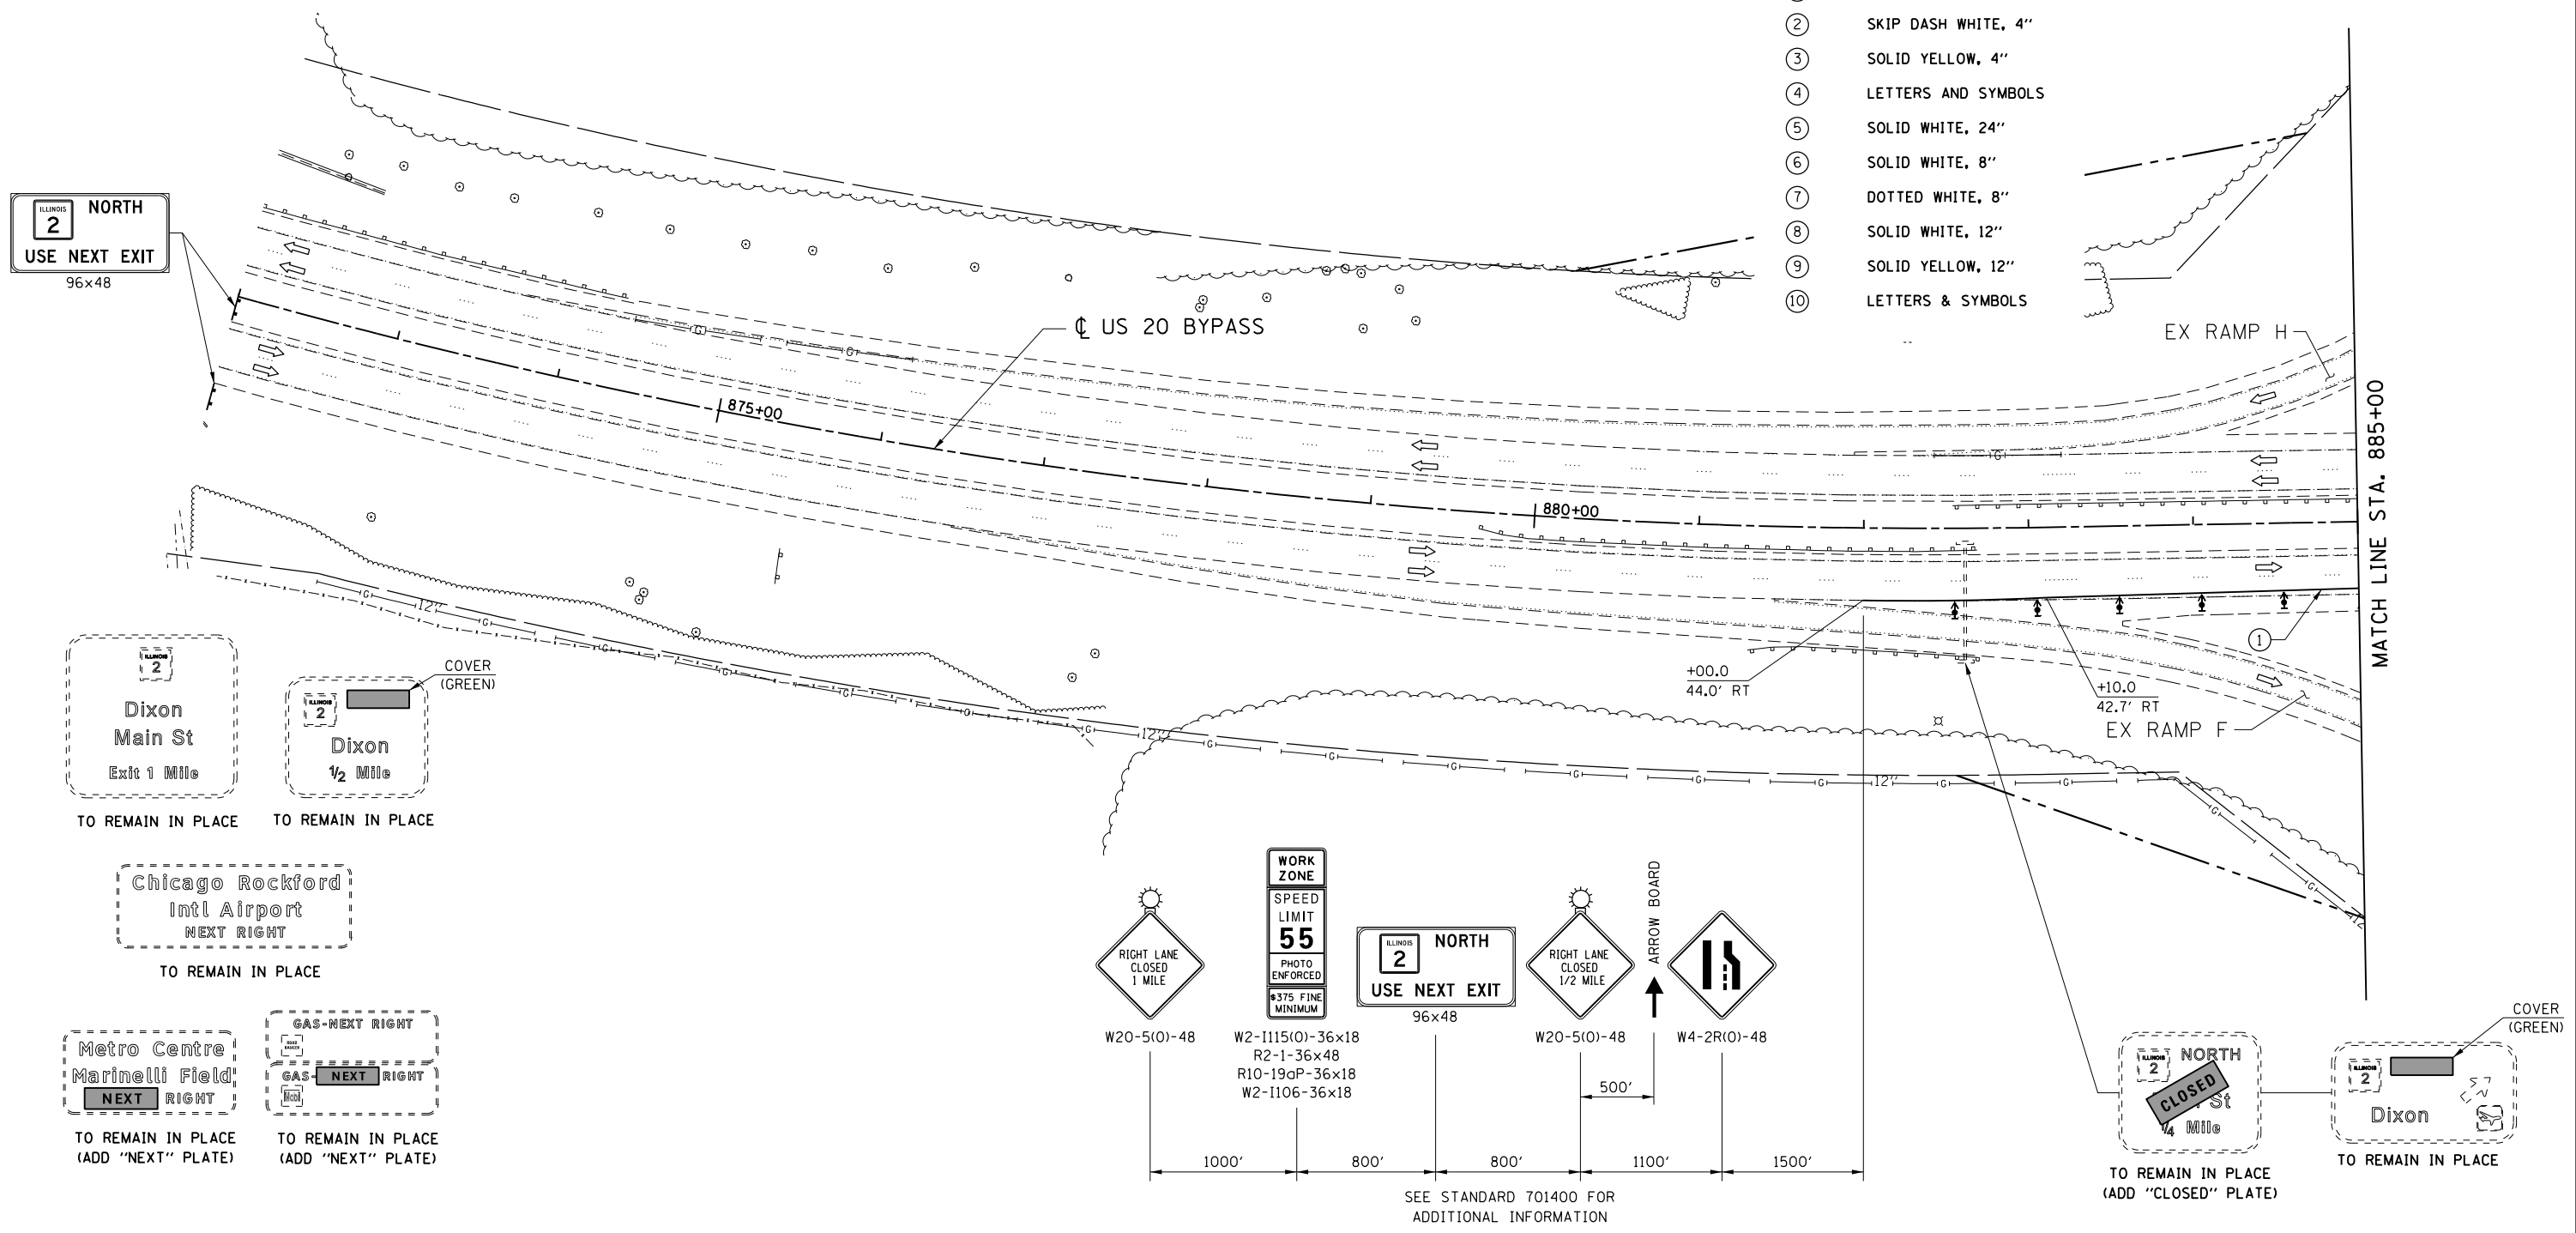 ② SKIP DASH WHITE, 4"
③ SOLID YELLOW, 4"
④ LETTERS AND SYMBOLS
⑤ SOLID WHITE, 24"
⑥ SOLID WHITE, 8"
⑦ DOTTED WHITE, 8"
⑧ SOLID WHITE, 12"
⑨ SOLID YELLOW, 12"
⑩ LETTERS & SYMBOLS
ILLINOIS
2 NORTH
USE NEXT EXIT
96x48
℄ US 20 BYPASS
EX RAMP H
MATCH LINE STA. 885+00
875+00
880+00
G
G
G
①
+00.0
44.0' RT
+10.0
42.7' RT
EX RAMP F
G
12"
G
G
G
G
G
G
12"
G
G
G
G
G
G
12"
G
G
G
G
ILLINOIS
2
Dixon
Main St
Exit 1 Mile
TO REMAIN IN PLACE
COVER
(GREEN)
ILLINOIS
2
Dixon
1/2 Mile
TO REMAIN IN PLACE
Chicago Rockford
Intl Airport
NEXT RIGHT
TO REMAIN IN PLACE
Metro Centre
Marinelli Field
NEXT RIGHT
TO REMAIN IN PLACE
(ADD "NEXT" PLATE)
GAS-NEXT RIGHT
ROAD RANGER
GAS- NEXT RIGHT
Mobil
TO REMAIN IN PLACE
(ADD "NEXT" PLATE)
RIGHT LANE
CLOSED
1 MILE
W20-5(O)-48
WORK
ZONE
SPEED
LIMIT
55
PHOTO
ENFORCED
$375 FINE
MINIMUM
W2-I115(O)-36x18
R2-1-36x48
R10-19aP-36x18
W2-I106-36x18
ILLINOIS
2 NORTH
USE NEXT EXIT
96x48
RIGHT LANE
CLOSED
1/2 MILE
W20-5(O)-48
ARROW BOARD
W4-2R(O)-48
500'
1000'
800'
800'
1100'
1500'
SEE STANDARD 701400 FOR
ADDITIONAL INFORMATION
ILLINOIS
2 NORTH
CLOSED
St
1/4 Mile
TO REMAIN IN PLACE
(ADD "CLOSED" PLATE)
COVER
(GREEN)
ILLINOIS
2
Dixon
TO REMAIN IN PLACE